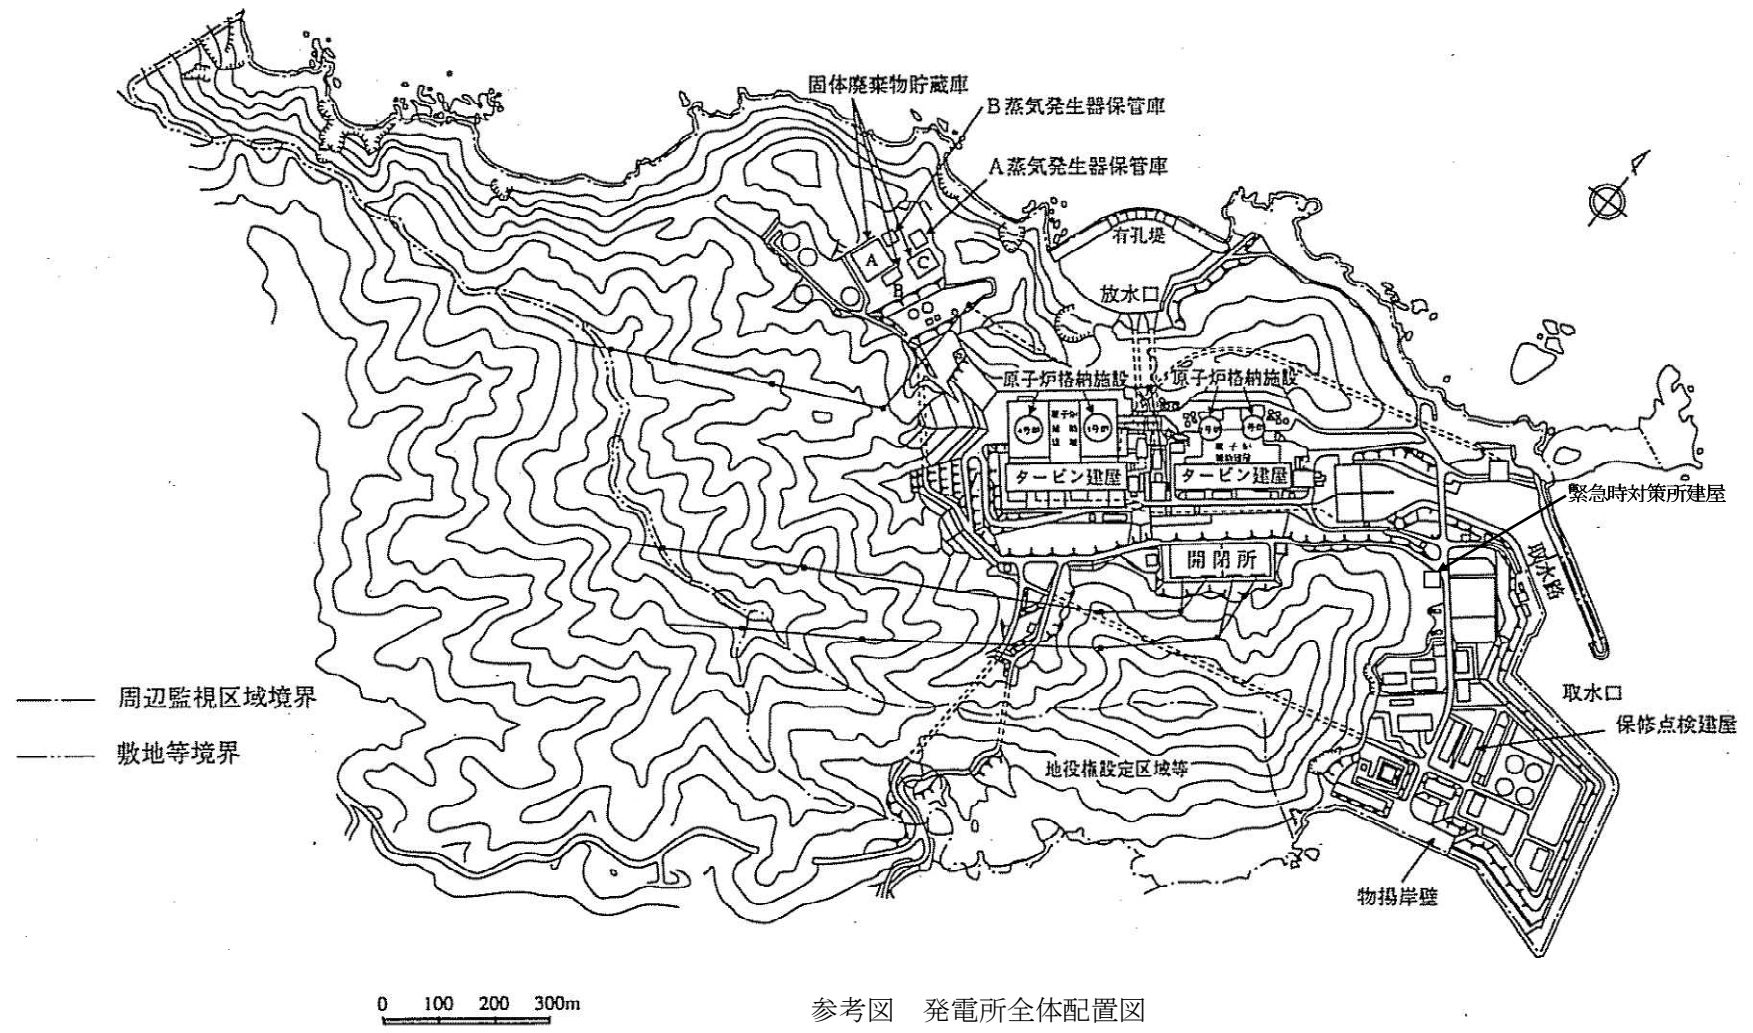 固体廃棄物貯蔵庫
B蒸気発生器保管庫
A蒸気発生器保管庫
有孔堤
A
C
B
放水口
原子炉格納施設
原子炉格納施設
タービン建屋
タービン建屋
緊急時対策所建屋
開閉所
取水路
取水口
周辺監視区域境界
保修点検建屋
敷地等境界
地役権設定区域等
物揚岸壁
0 100 200 300m
参考図 発電所全体配置図